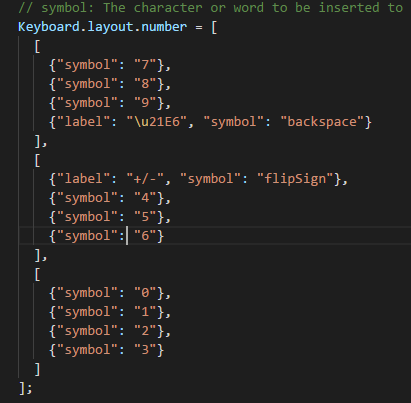 // symbol: The character or word to be inserted to
Keyboard.layout.number = [
  [
    {"symbol": "7"},
    {"symbol": "8"},
    {"symbol": "9"},
    {"label": "\u21E6", "symbol": "backspace"}
  ],
  [
    {"label": "+/-", "symbol": "flipSign"},
    {"symbol": "4"},
    {"symbol": "5"},
    {"symbol": "6"}
  ],
  [
    {"symbol": "0"},
    {"symbol": "1"},
    {"symbol": "2"},
    {"symbol": "3"}
  ]
];